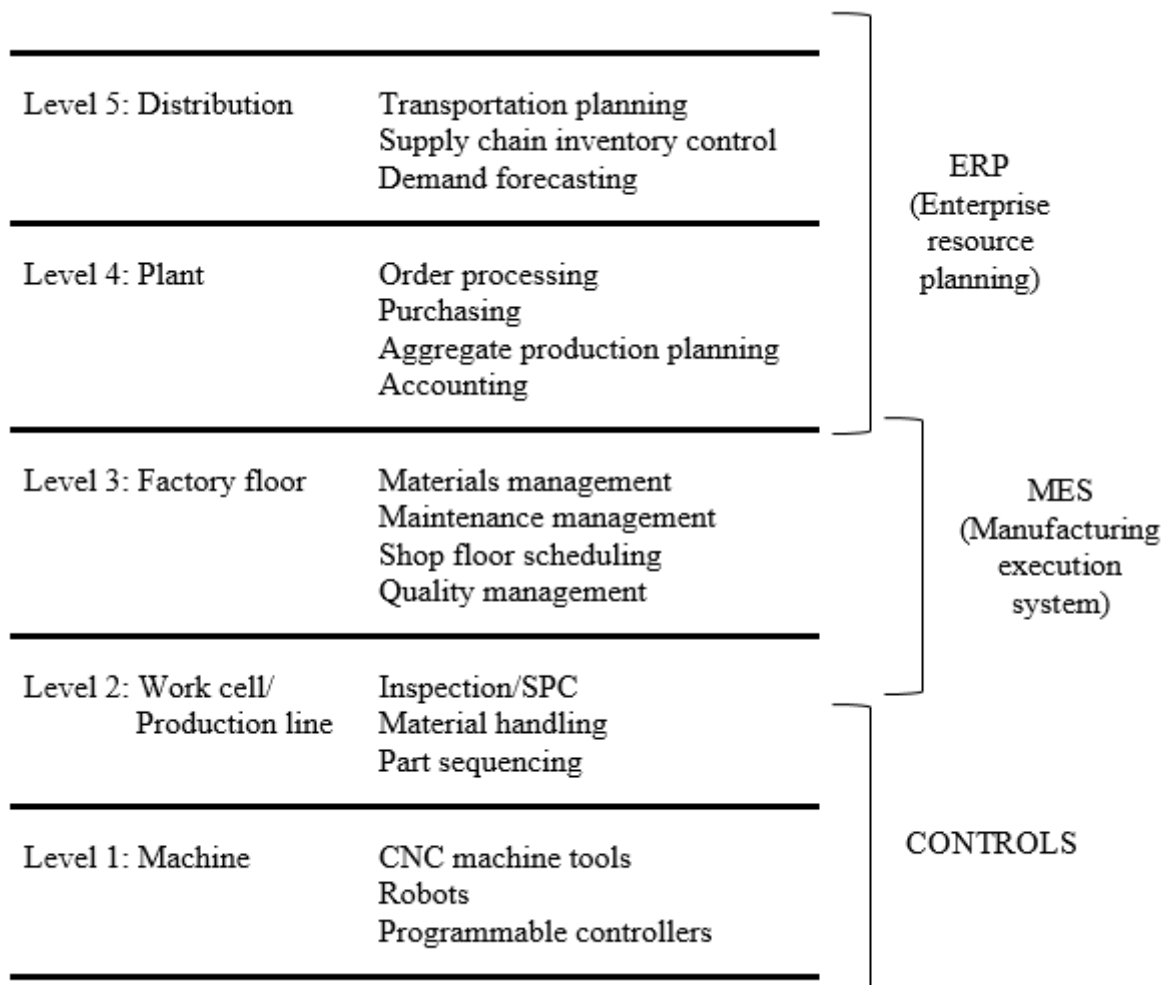 Level 5: Distribution
Transportation planning
Supply chain inventory control
Demand forecasting
ERP
(Enterprise
resource
planning)
Level 4: Plant
Order processing
Purchasing
Aggregate production planning
Accounting
Level 3: Factory floor
Materials management
Maintenance management
Shop floor scheduling
Quality management
MES
(Manufacturing
execution
system)
Level 2: Work cell/
Production line
Inspection/SPC
Material handling
Part sequencing
Level 1: Machine
CNC machine tools
Robots
Programmable controllers
CONTROLS